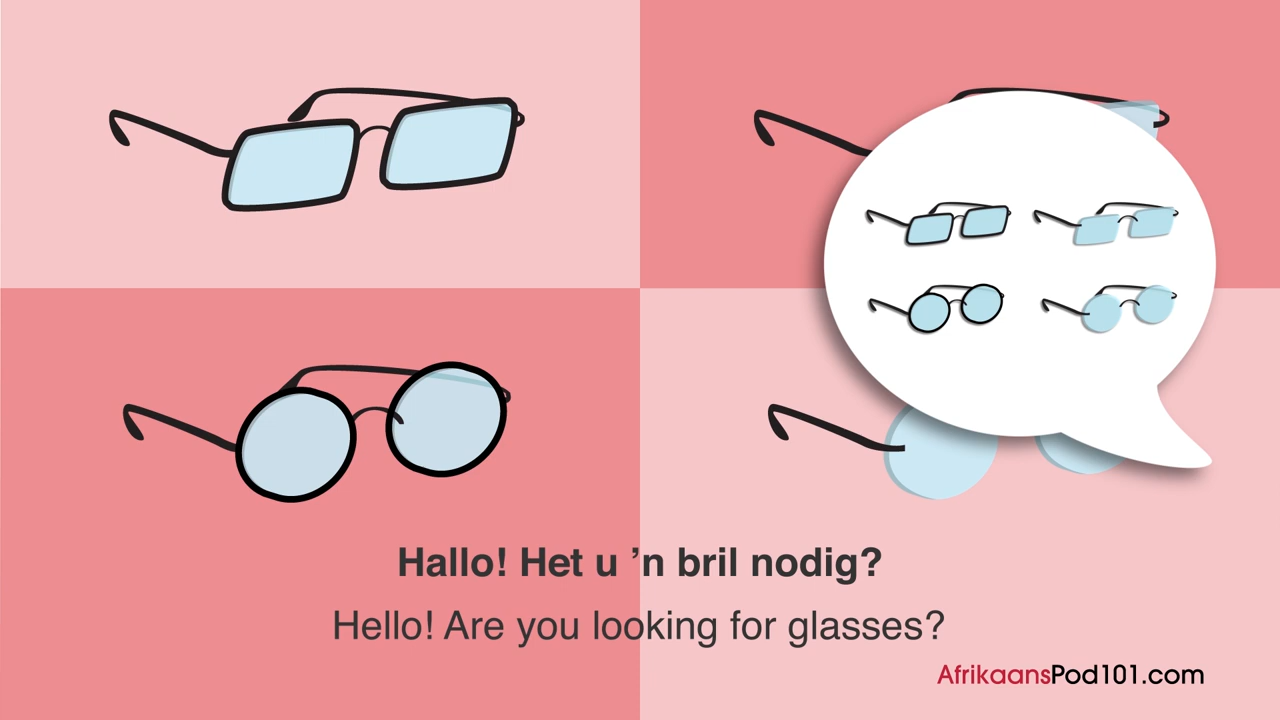 Hallo! Het u ’n bril nodig?
Hello! Are you looking for glasses?
AfrikaansPod101.com